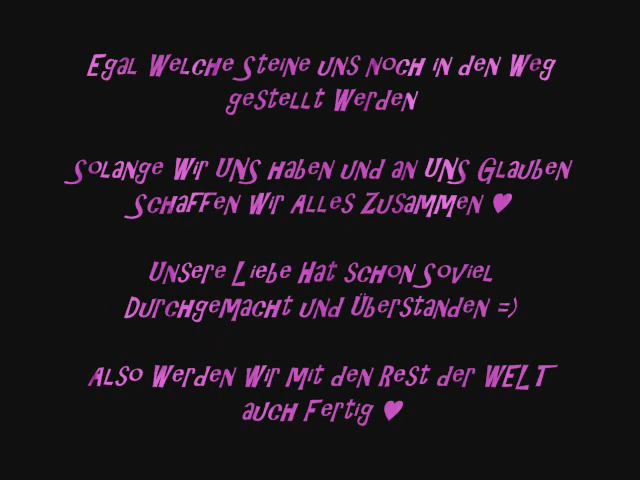 Egal Welche Steine uns noch in den Weg
gestellt Werden
Solange Wir UNS haben und an UNS Glauben
Schaffen Wir Alles Zusammen ♥
Unsere Liebe Hat schon Soviel
Durchgemacht und Überstanden =)
Also Werden Wir Mit den Rest der WELT
auch Fertig ♥